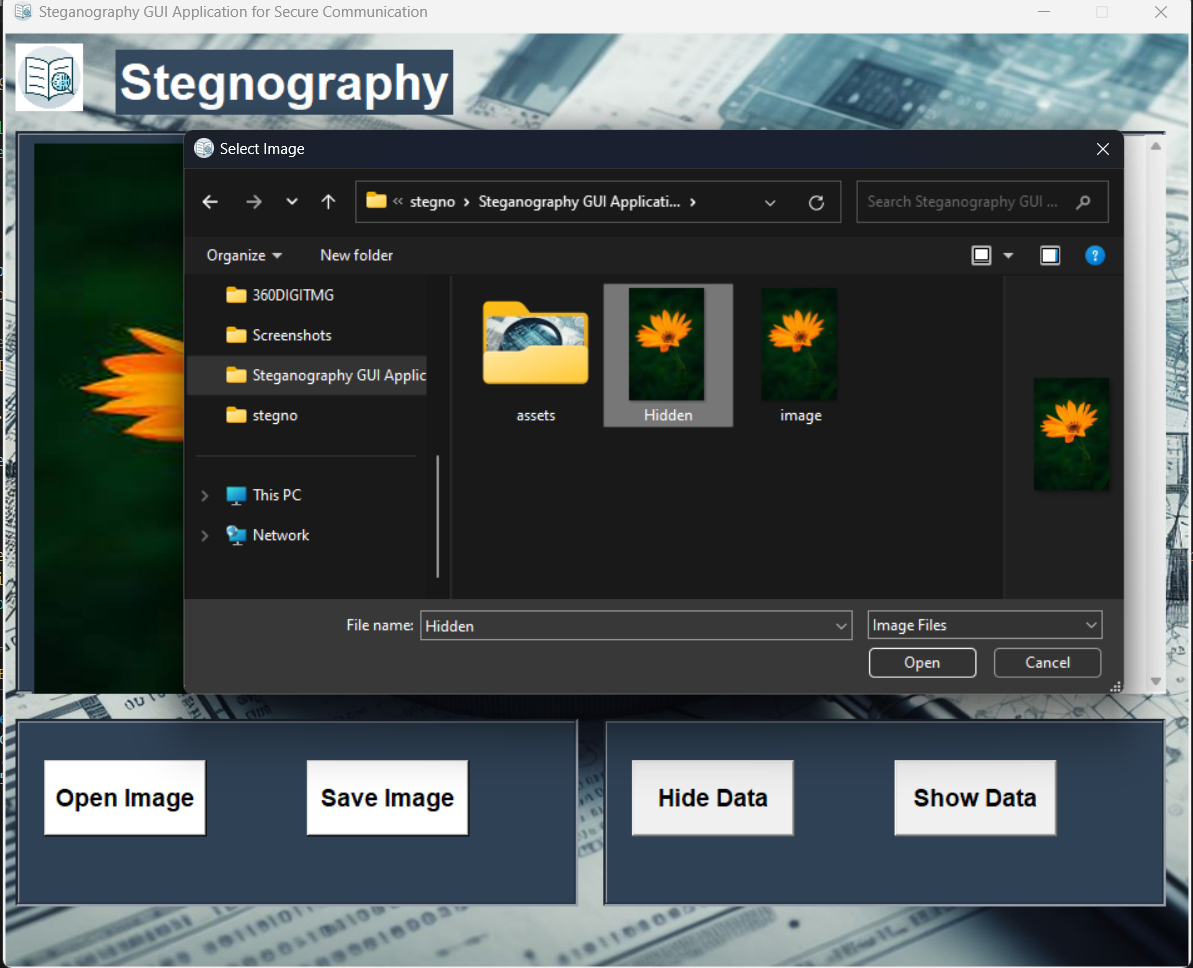 Steganography GUI Application for Secure Communication
Stegnography
Select Image
« stegno › Steganography GUI Applicati... ›
Search Steganography GUI ...
Organize
New folder
360DIGITMG
Screenshots
Steganography GUI Applic
stegno
This PC
Network
assets
Hidden
image
File name:
Hidden
Image Files
Open
Cancel
Open Image
Save Image
Hide Data
Show Data